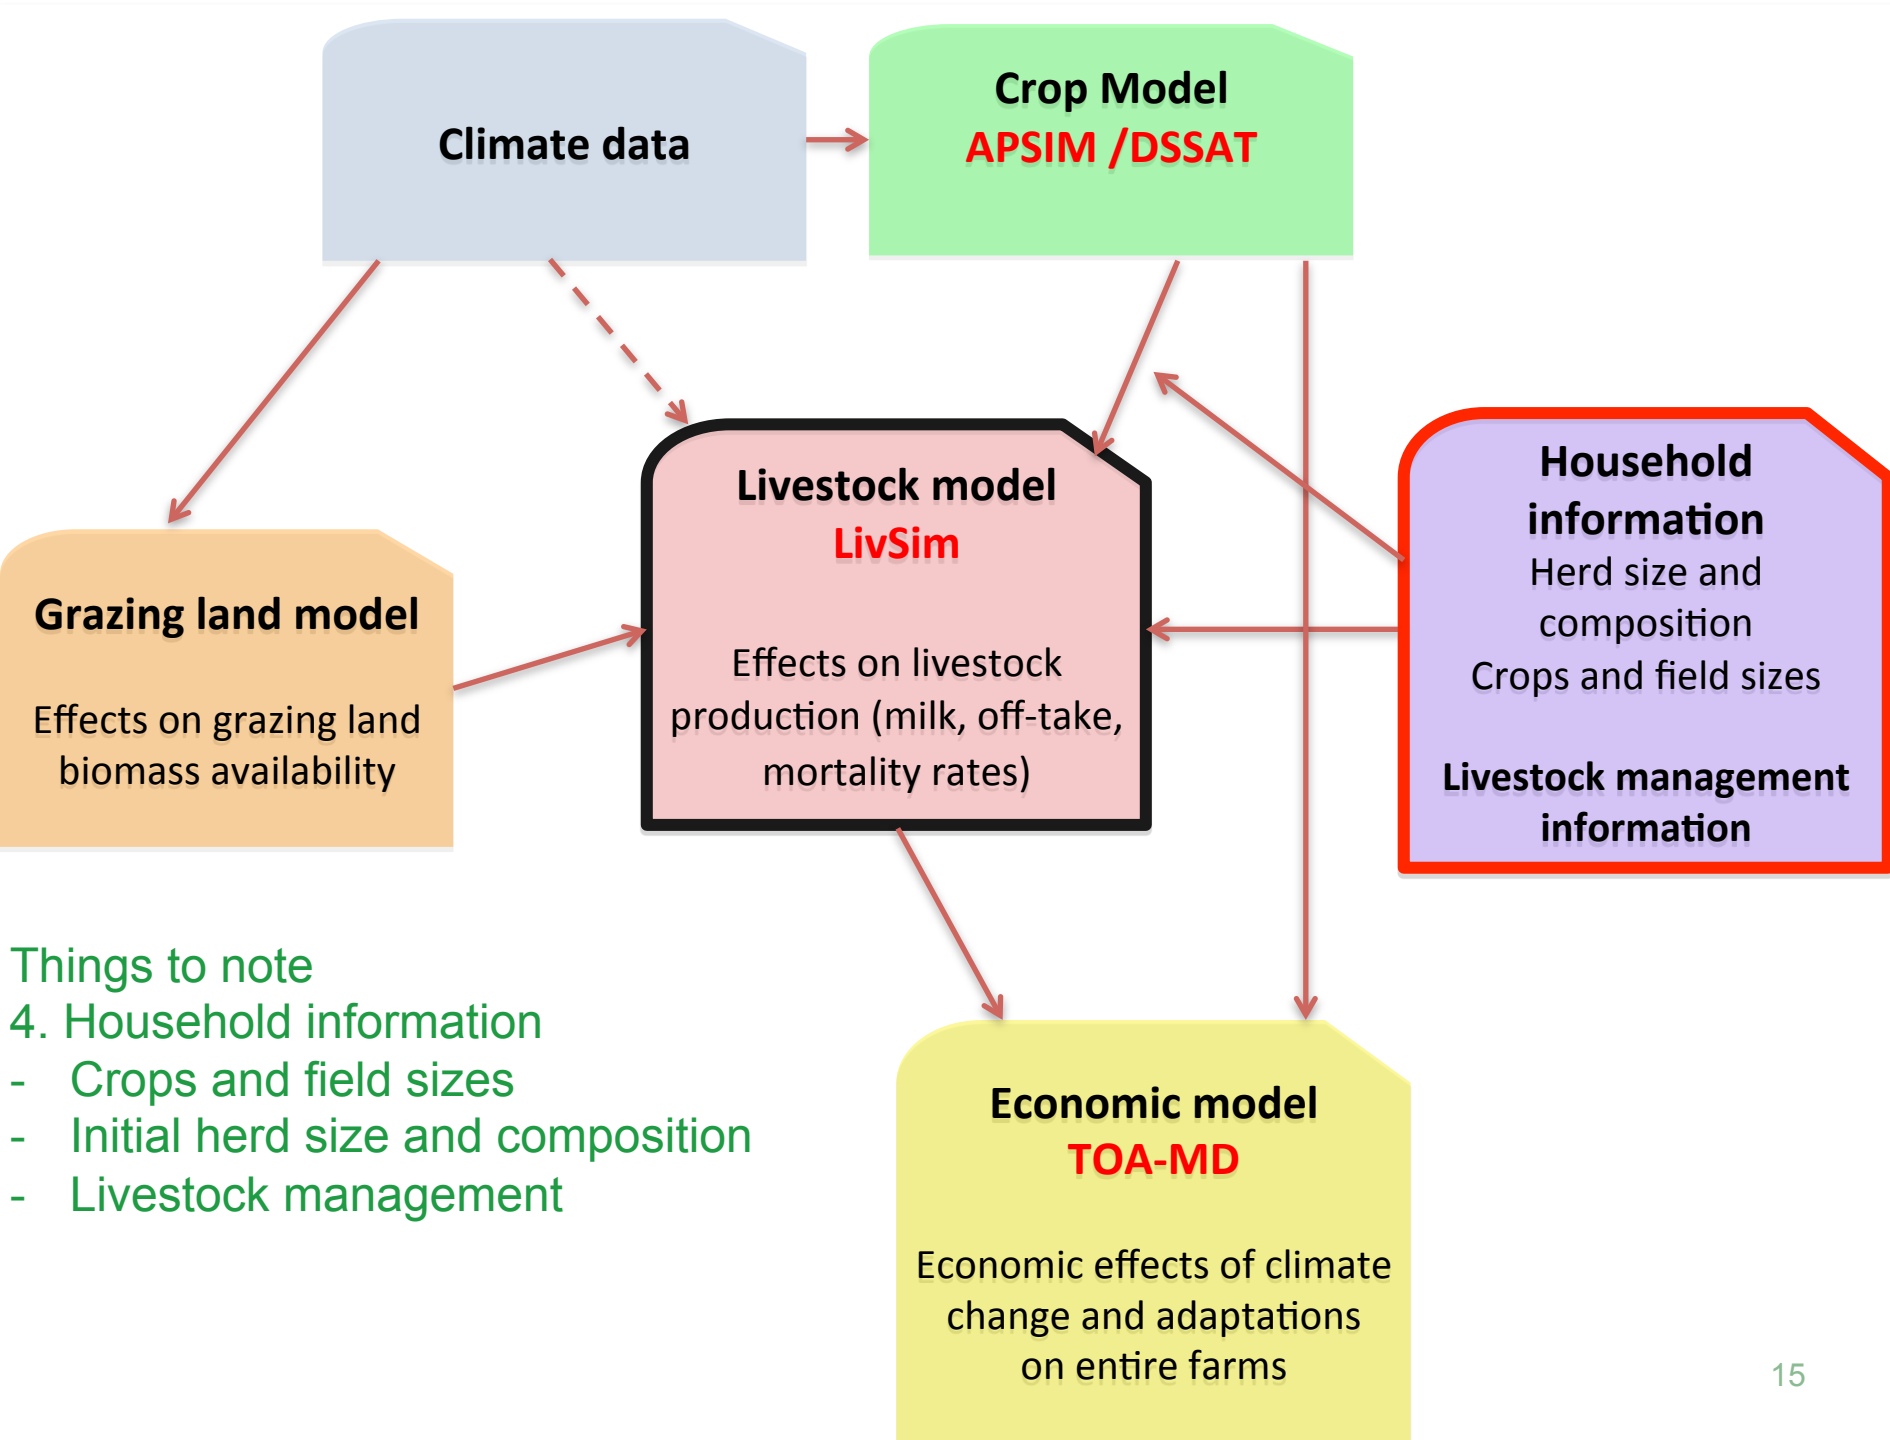 Climate data
Crop Model
APSIM /DSSAT
Livestock model
LivSim
Effects on livestock
production (milk, off-take,
mortality rates)
Household
information
Herd size and
composition
Crops and field sizes
Livestock management
information
Grazing land model
Effects on grazing land
biomass availability
Things to note
4. Household information
- Crops and field sizes
- Initial herd size and composition
- Livestock management
Economic model
TOA-MD
Economic effects of climate
change and adaptations
on entire farms
15